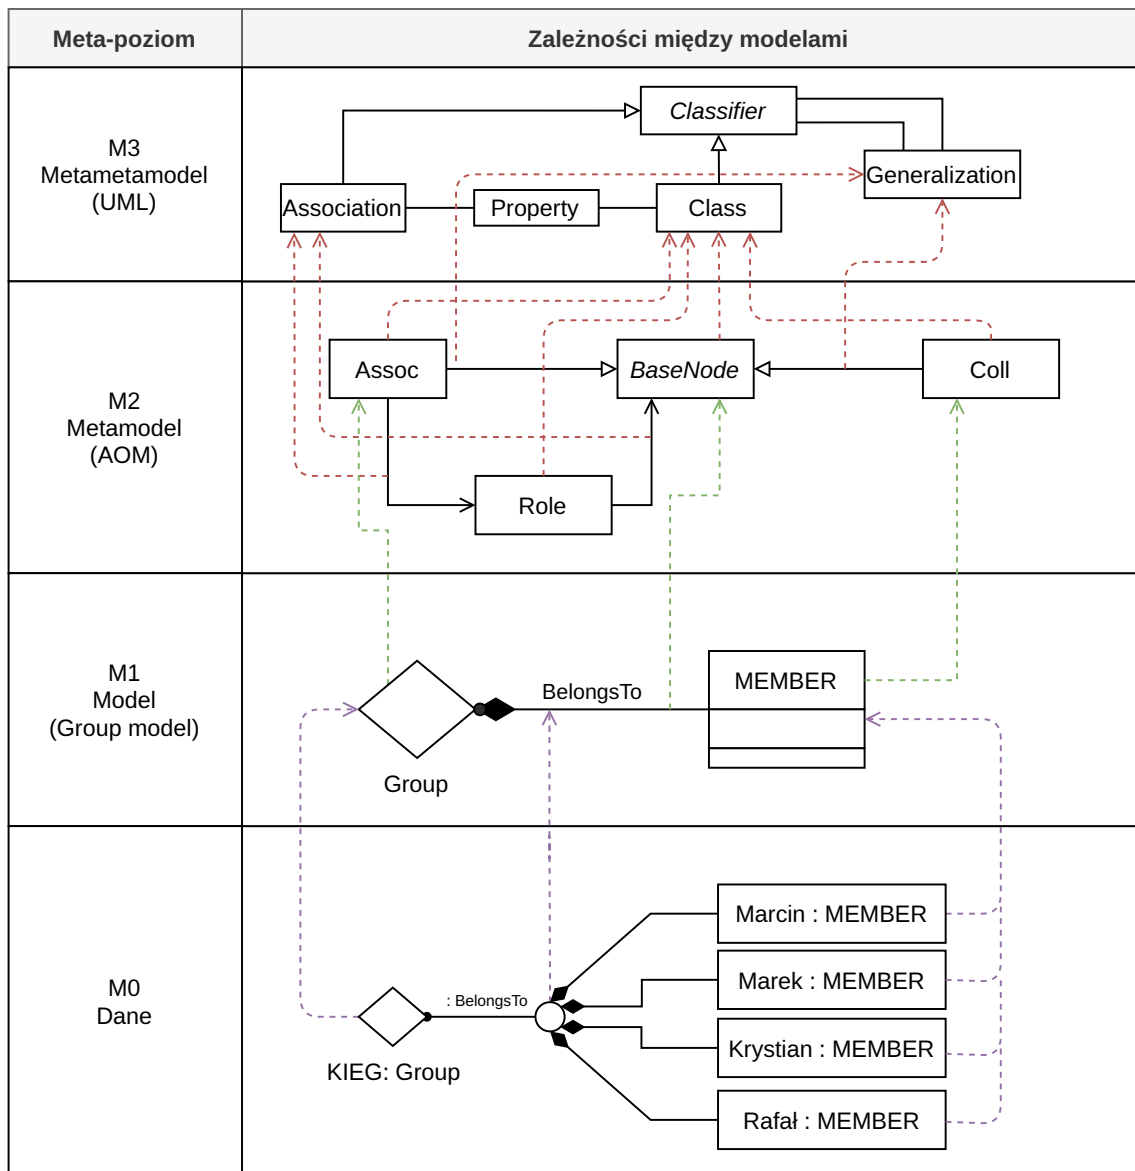 Meta-poziom
Zależności między modelami
M3
Metametamodel
(UML)
Classifier
Generalization
Association
Property
Class
M2
Metamodel
(AOM)
Assoc
BaseNode
Coll
Role
M1
Model
(Group model)
BelongsTo
MEMBER
Group
M0
Dane
Marcin : MEMBER
Marek : MEMBER
: BelongsTo
Krystian : MEMBER
KIEG: Group
Rafał : MEMBER